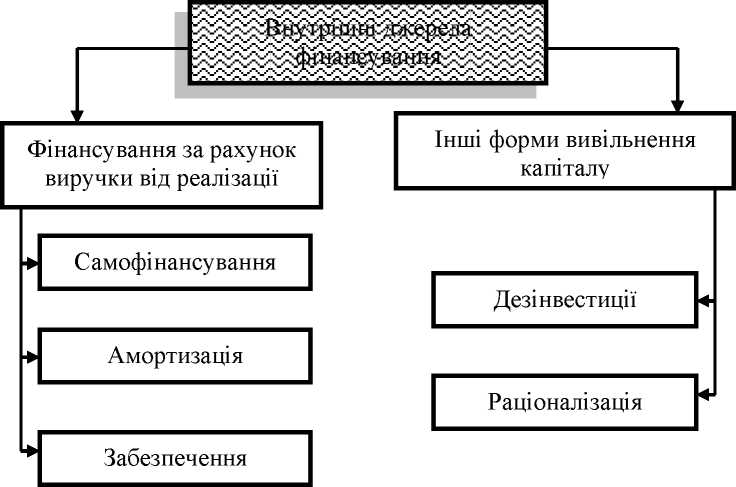 Внутрішні джерела
фінансування
Фінансування за рахунок
виручки від реалізації
Самофінансування
Амортизація
Забезпечення
Інші форми вивільнення
капіталу
Дезінвестиції
Раціоналізація